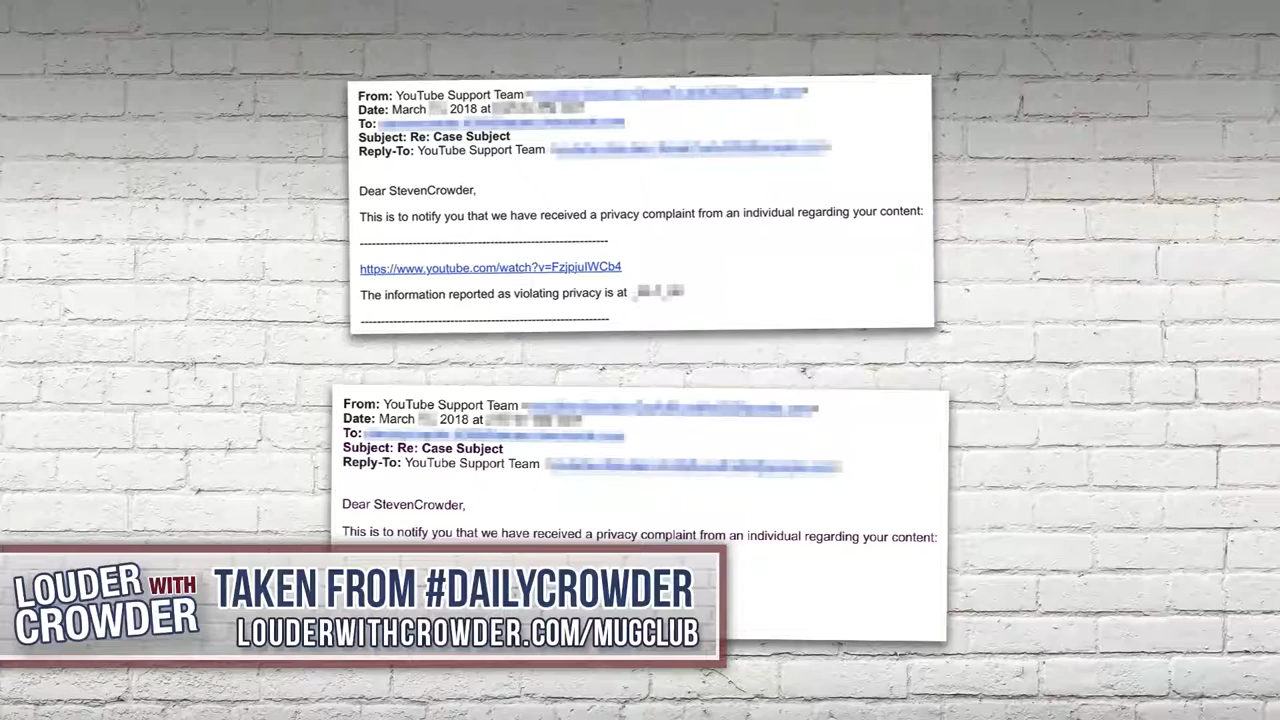 From: YouTube Support Team
Date: March 2018 at
To:
Subject: Re: Case Subject
Reply-To: YouTube Support Team
Dear StevenCrowder,
This is to notify you that we have received a privacy complaint from an individual regarding your content:
--------------------------------------------------------------
https://www.youtube.com/watch?v=FzjpjuIWCb4
The information reported as violating privacy is at
--------------------------------------------------------------
From: YouTube Support Team
Date: March 2018 at
To:
Subject: Re: Case Subject
Reply-To: YouTube Support Team
Dear StevenCrowder,
This is to notify you that we have received a privacy complaint from an individual regarding your content:
LOUDER WITH
CROWDER
TAKEN FROM #DAILYCROWDER
LOUDERWITHCROWDER.COM/MUGCLUB